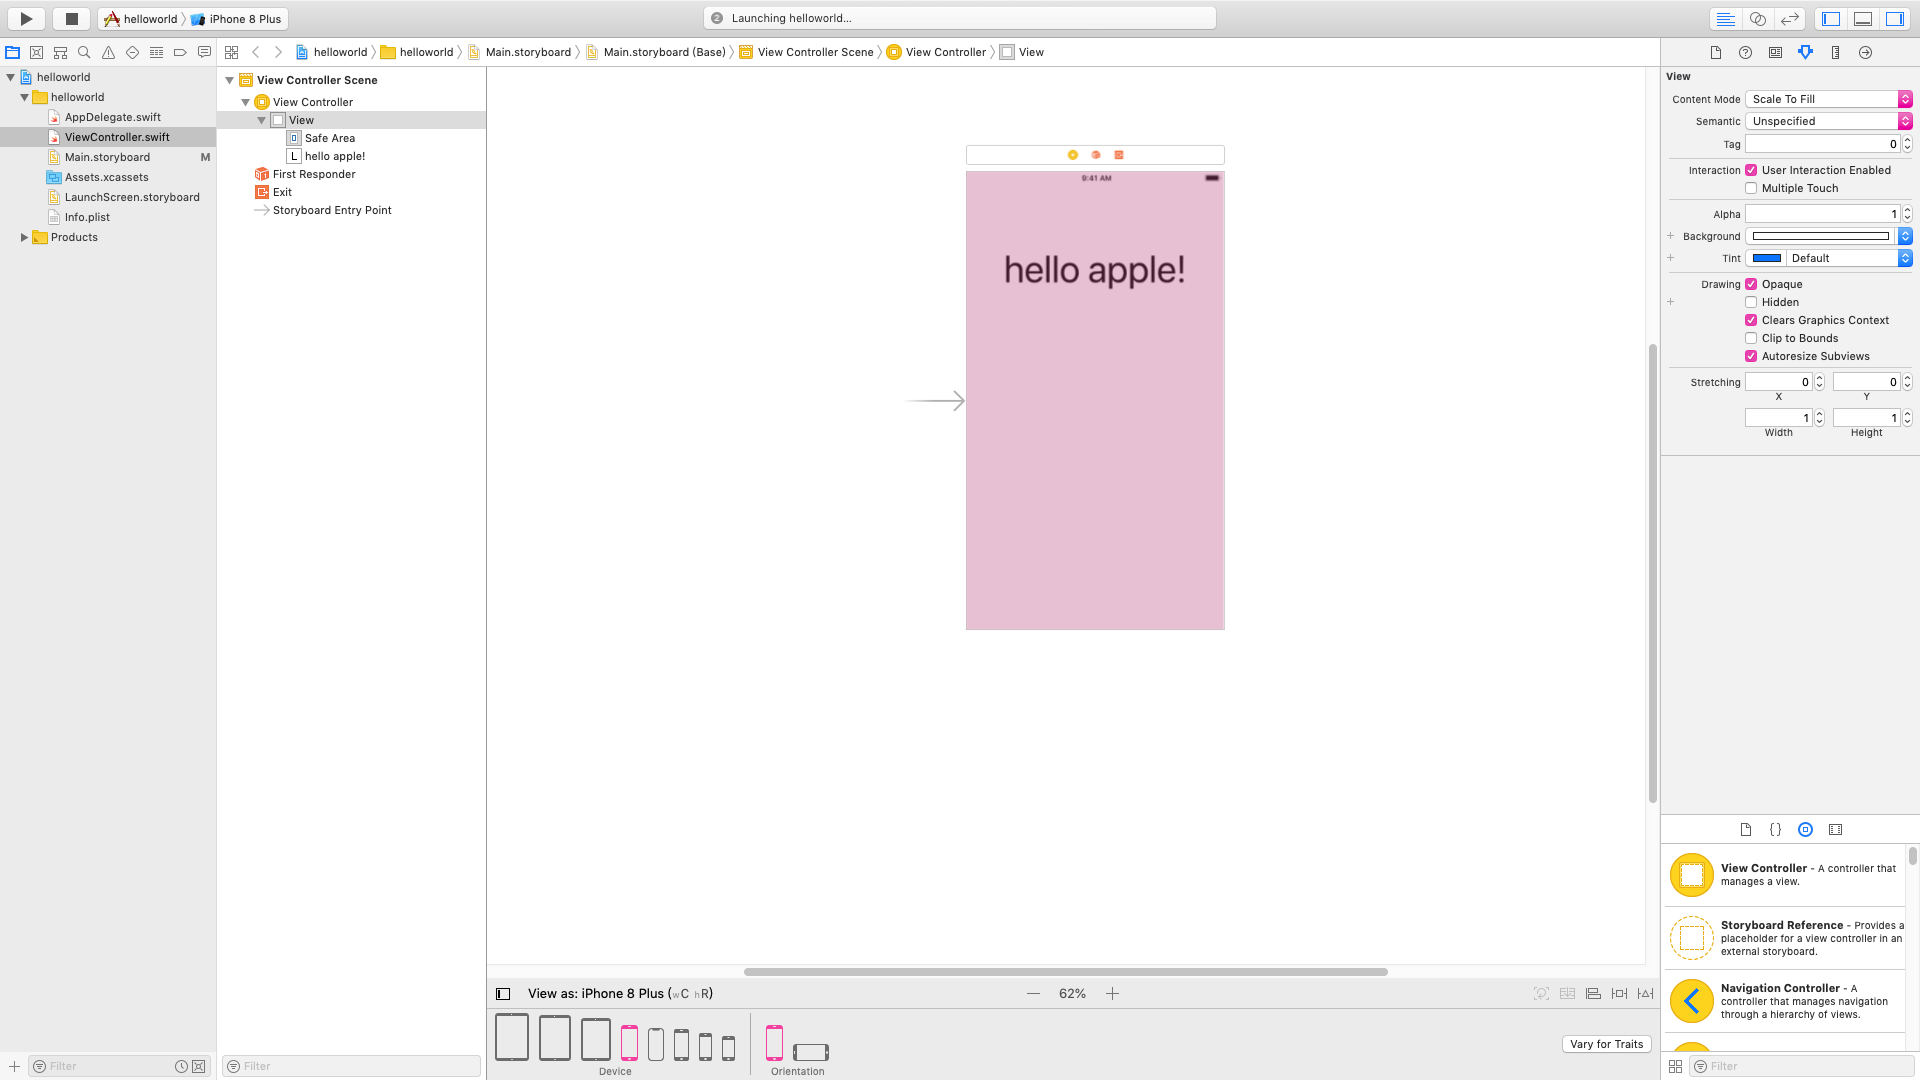 helloworld
iPhone 8 Plus
2
Launching helloworld...
helloworld
helloworld
Main.storyboard
Main.storyboard (Base)
View Controller Scene
View Controller
View
helloworld
helloworld
AppDelegate.swift
ViewController.swift
Main.storyboard
M
Assets.xcassets
LaunchScreen.storyboard
Info.plist
Products
Filter
View Controller Scene
View Controller
View
Safe Area
L hello apple!
First Responder
Exit
Storyboard Entry Point
Filter
9:41 AM
hello apple!
View as: iPhone 8 Plus (wC hR)
62%
Device
Orientation
Vary for Traits
View
Content Mode Scale To Fill
Semantic Unspecified
Tag 0
Interaction User Interaction Enabled
Multiple Touch
Alpha 1
Background
Tint Default
Drawing Opaque
Hidden
Clears Graphics Context
Clip to Bounds
Autoresize Subviews
Stretching 0 0
X Y
1 1
Width Height
{}
View Controller - A controller that
manages a view.
Storyboard Reference - Provides a
placeholder for a view controller in an
external storyboard.
Navigation Controller - A
controller that manages navigation
through a hierarchy of views.
Filter